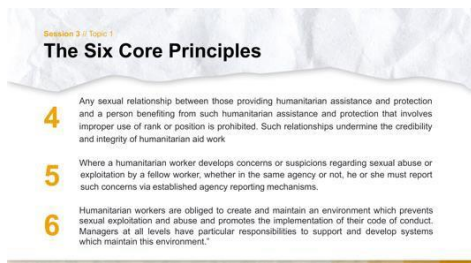 Session 3 // Topic 1
The Six Core Principles
4
Any sexual relationship between those providing humanitarian assistance and protection
and a person benefiting from such humanitarian assistance and protection that involves
improper use of rank or position is prohibited. Such relationships undermine the credibility
and integrity of humanitarian aid work
5
Where a humanitarian worker develops concerns or suspicions regarding sexual abuse or
exploitation by a fellow worker, whether in the same agency or not, he or she must report
such concerns via established agency reporting mechanisms.
6
Humanitarian workers are obliged to create and maintain an environment which prevents
sexual exploitation and abuse and promotes the implementation of their code of conduct.
Managers at all levels have particular responsibilities to support and develop systems
which maintain this environment.”